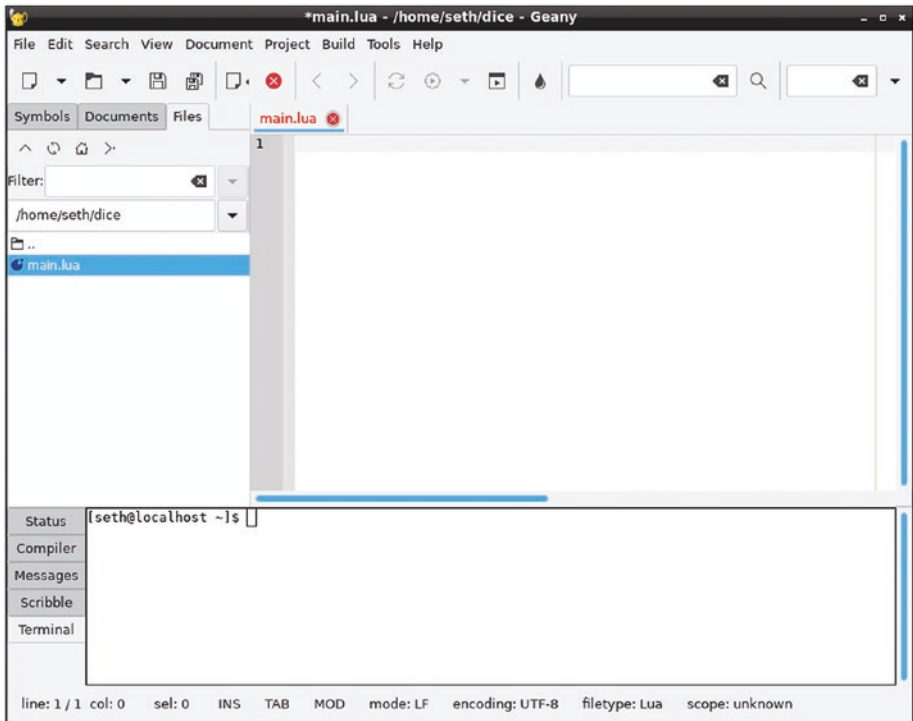 *main.lua - /home/seth/dice - Geany
File Edit Search View Document Project Build Tools Help
Symbols Documents Files
main.lua
1
Filter:
/home/seth/dice
..
main.lua
Status
[seth@localhost ~]$
Compiler
Messages
Scribble
Terminal
line: 1 / 1 col: 0 sel: 0 INS TAB MOD mode: LF encoding: UTF-8 filetype: Lua scope: unknown